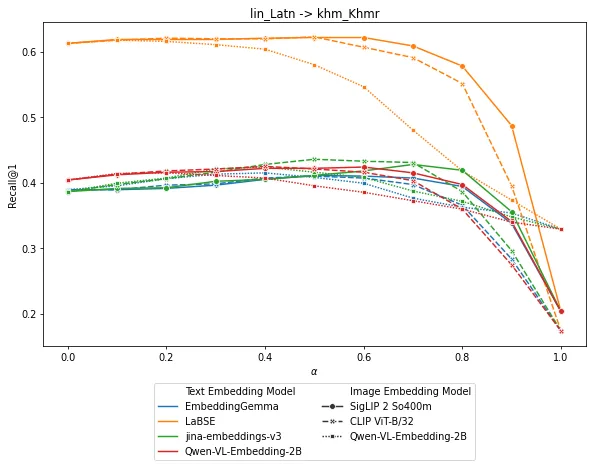 lin_Latn -> khm_Khmr
Recall@1
0.6
0.5
0.4
0.3
0.2
0.0
0.2
0.4
0.6
0.8
1.0
α
Text Embedding Model
EmbeddingGemma
LaBSE
jina-embeddings-v3
Qwen-VL-Embedding-2B
Image Embedding Model
SigLIP 2 So400m
CLIP ViT-B/32
Qwen-VL-Embedding-2B